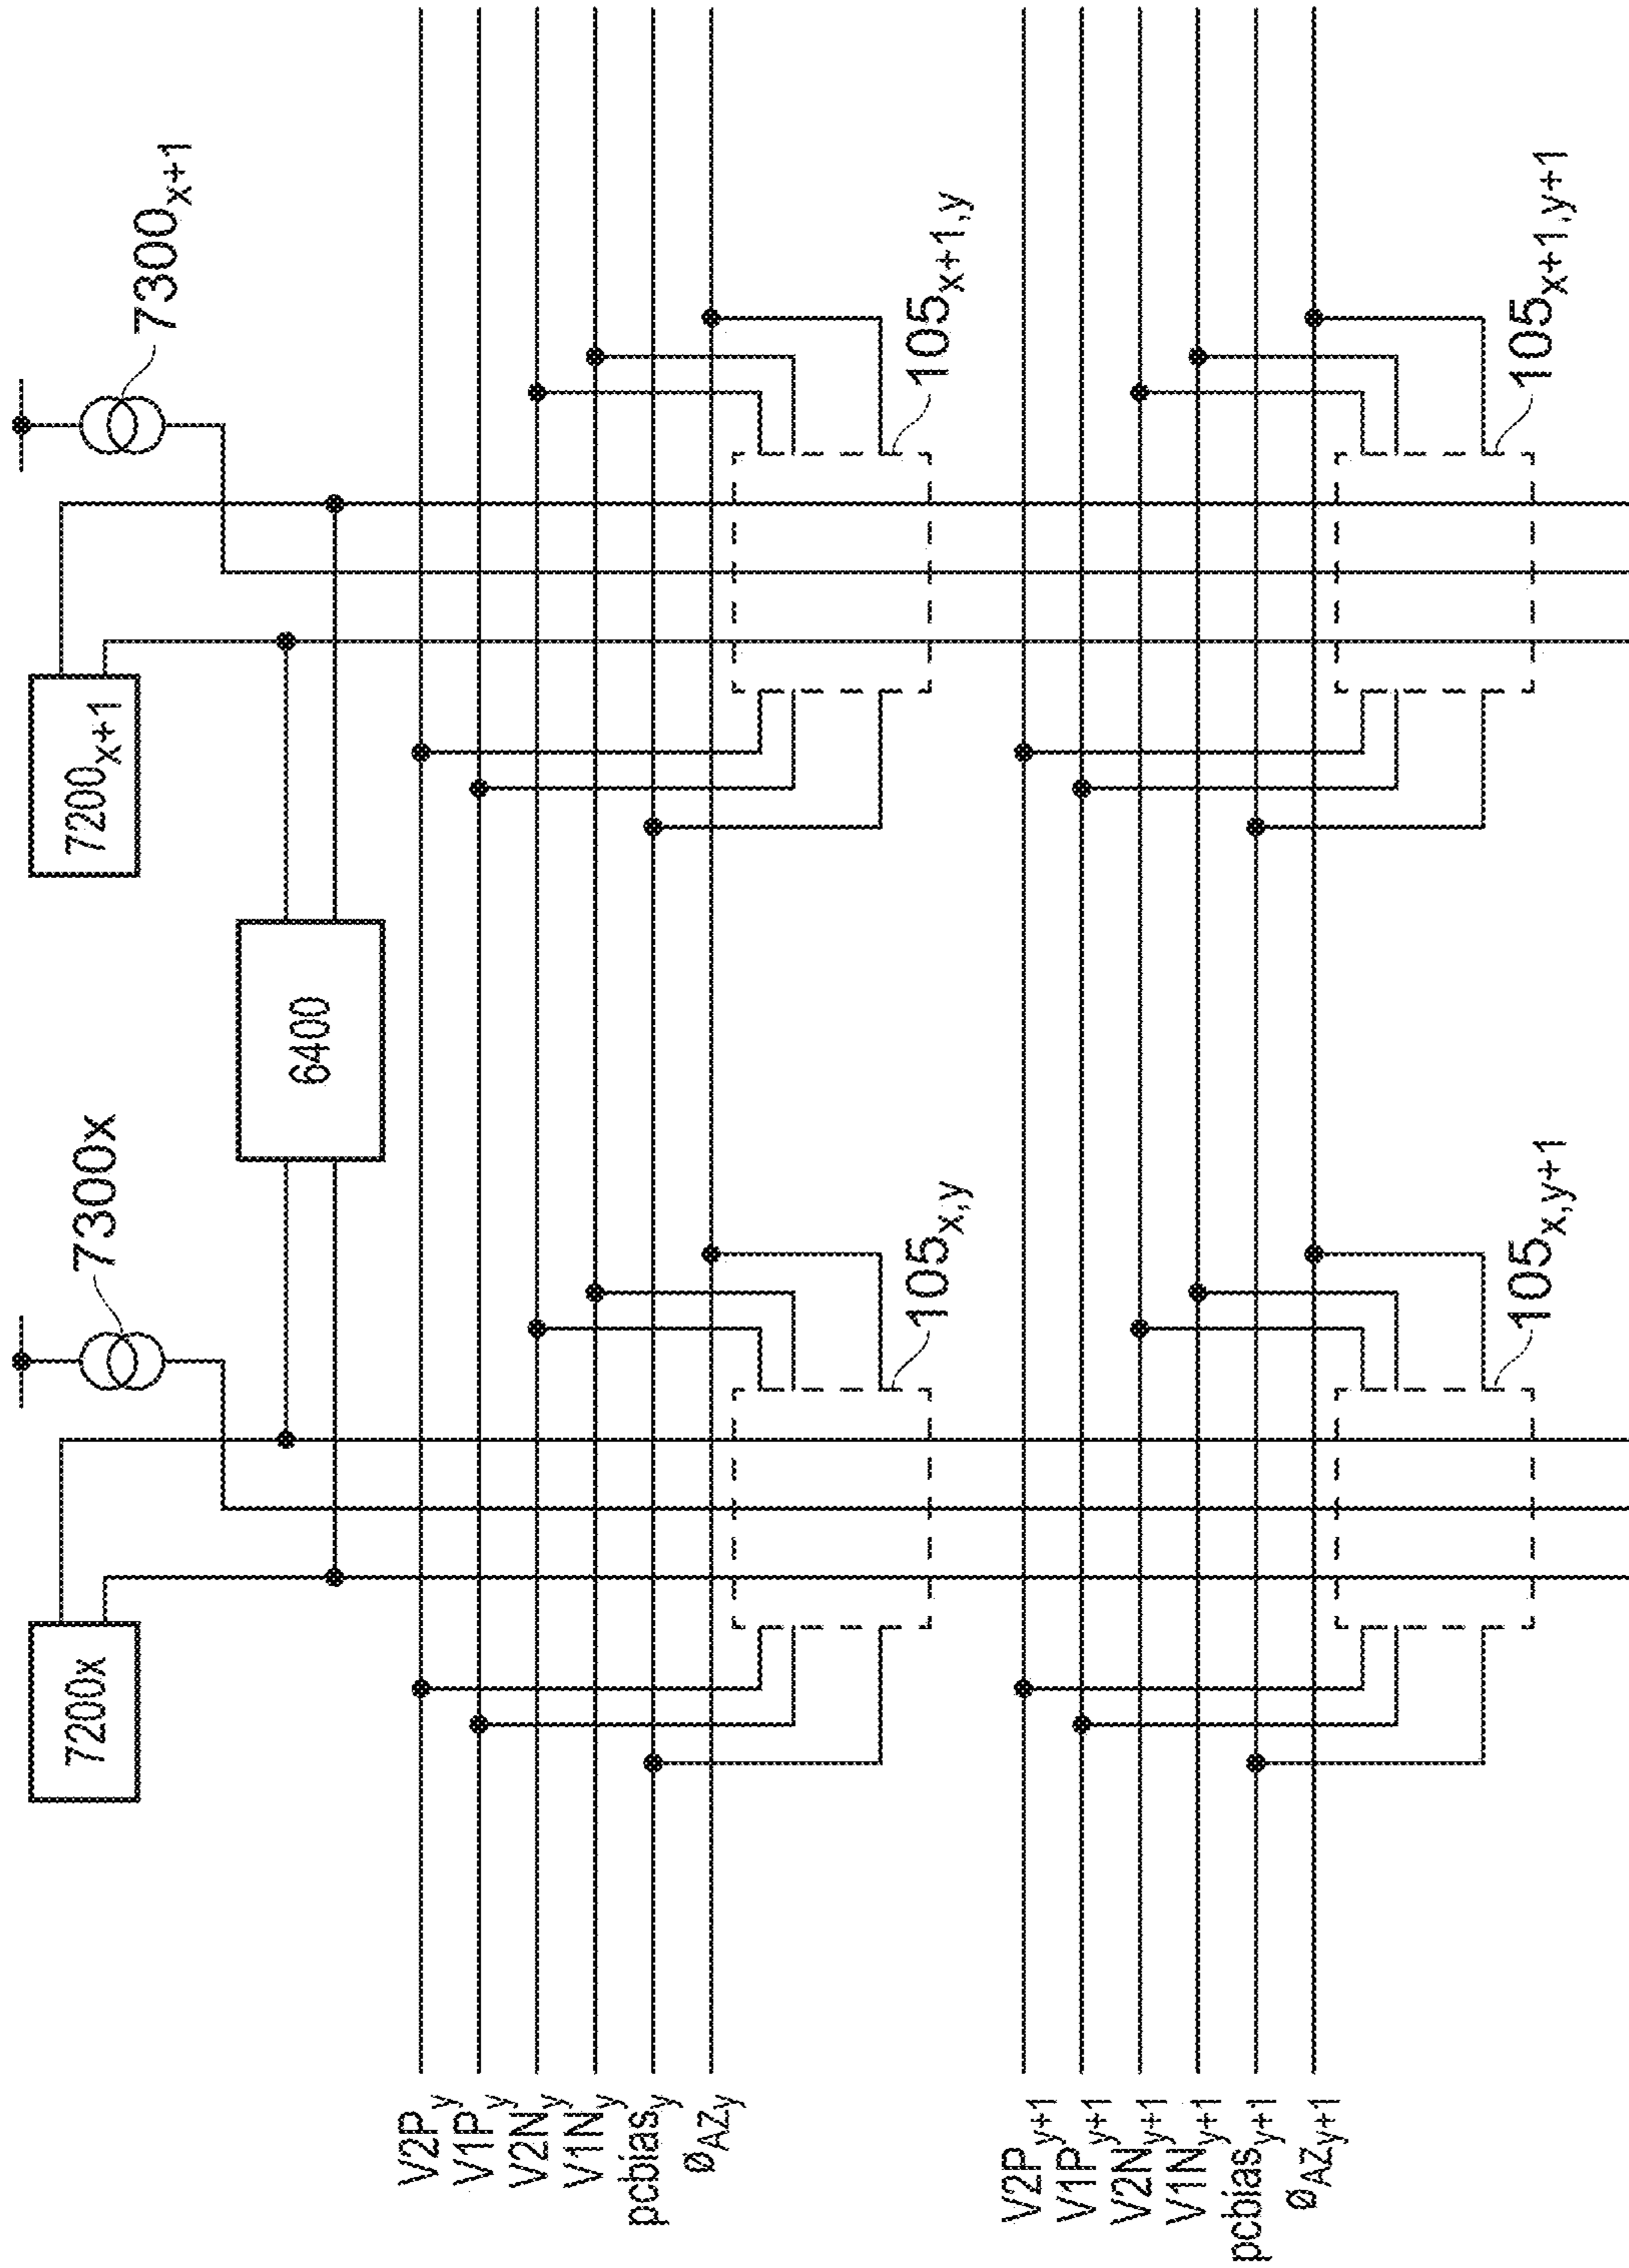 7300ₓ 7300ₓ₊₁
7200ₓ 7200ₓ₊₁
6400
V2Py
V1Py
V2Ny
V1Ny
pcbiasy
øAZy
105x,y 105x+1,y
V2Py+1
V1Py+1
V2Ny+1
V1Ny+1
pcbiasy+1
øAZy+1
105x,y+1 105x+1,y+1